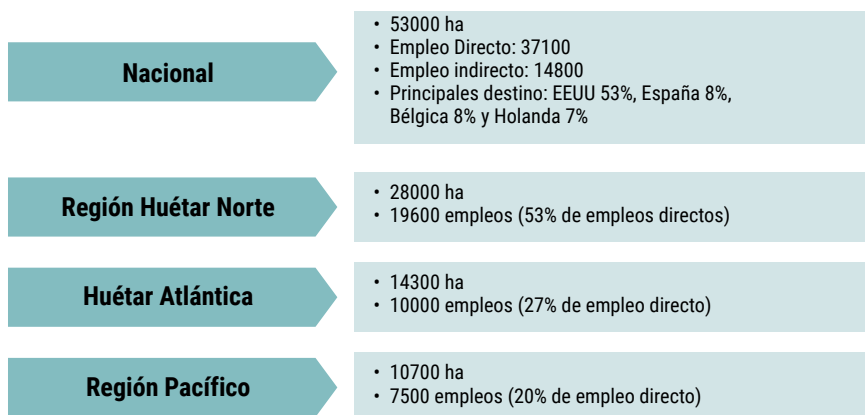 Nacional
• 53000 ha
• Empleo Directo: 37100
• Empleo indirecto: 14800
• Principales destino: EEUU 53%, España 8%,
Bélgica 8% y Holanda 7%
Región Huétar Norte
• 28000 ha
• 19600 empleos (53% de empleos directos)
Huétar Atlántica
• 14300 ha
• 10000 empleos (27% de empleo directo)
Región Pacífico
• 10700 ha
• 7500 empleos (20% de empleo directo)